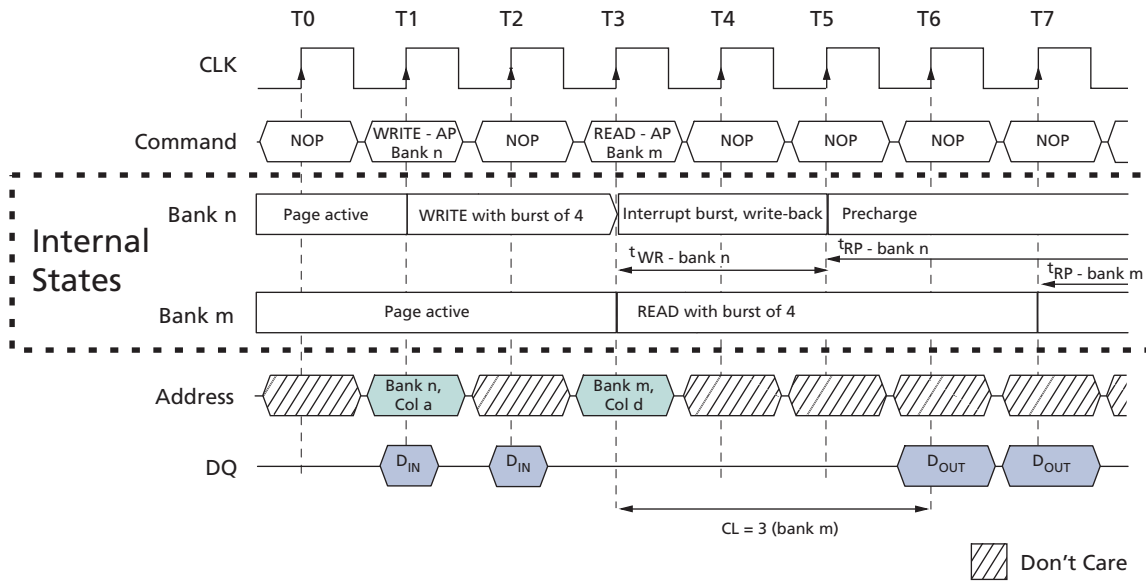 T0 T1 T2 T3 T4 T5 T6 T7
CLK
Command NOP WRITE - AP Bank n NOP READ - AP Bank m NOP NOP NOP NOP
Internal States
Bank n Page active WRITE with burst of 4 Interrupt burst, write-back Precharge
tWR - bank n tRP - bank n
tRP - bank m
Bank m Page active READ with burst of 4
Address Bank n, Col a Bank m, Col d
DQ DIN DIN DOUT DOUT
CL = 3 (bank m)
Don't Care